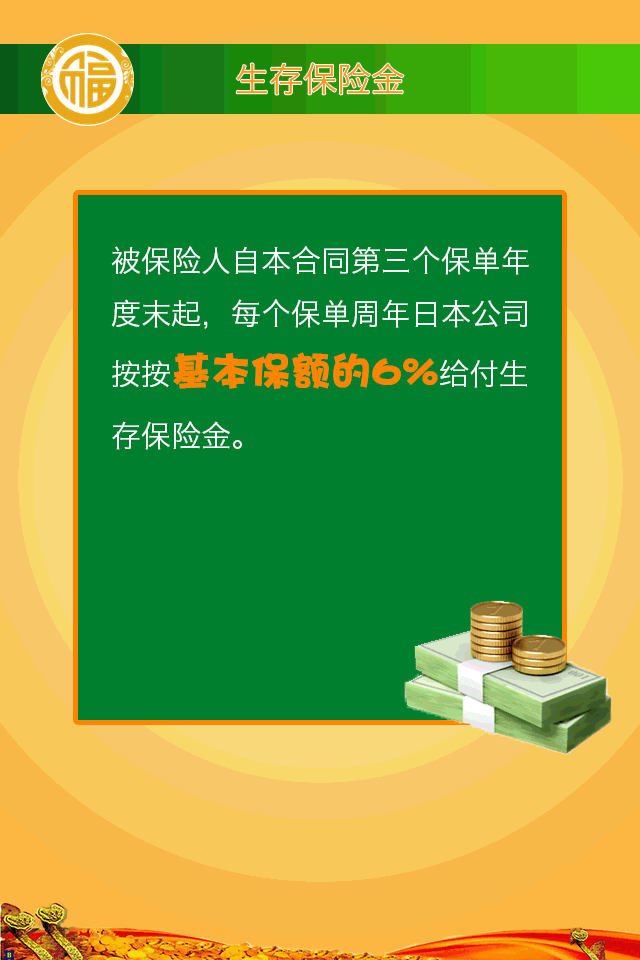 福
生存保险金
被保险人自本合同第三个保单年
度末起，每个保单周年日本公司
按按基本保额的6%给付生
存保险金。